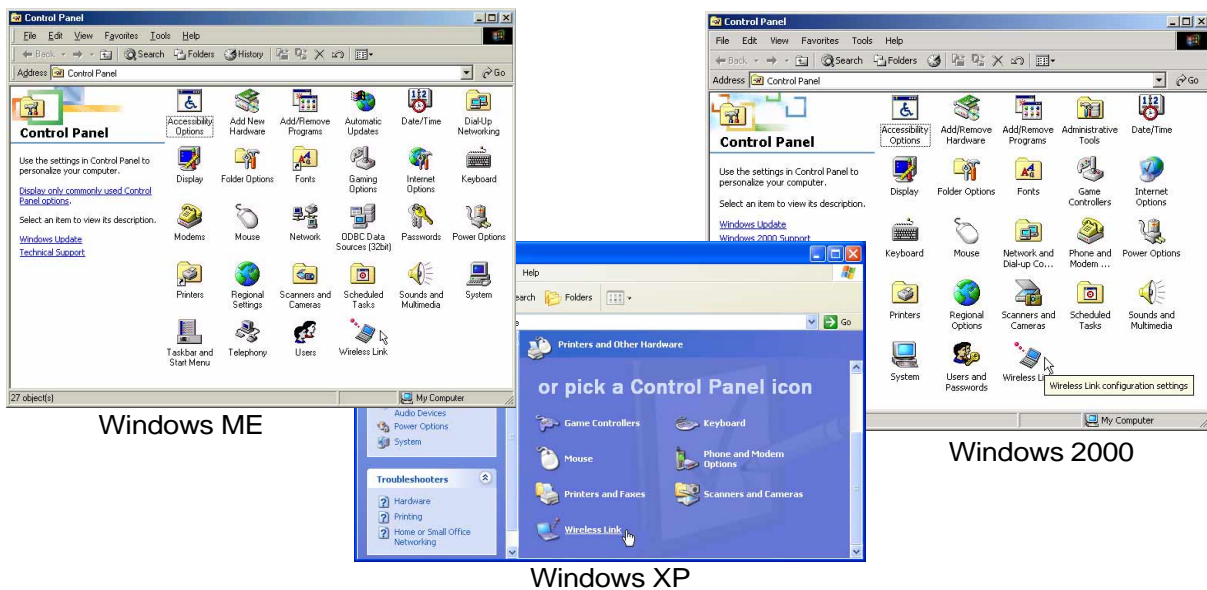 Control Panel
File Edit View Favorites Tools Help
Back Search Folders History
Address Control Panel Go
Control Panel
Use the settings in Control Panel to
personalize your computer.
Display only commonly used Control
Panel options.
Select an item to view its description.
Windows Update
Technical Support
Accessibility
Options
Add New
Hardware
Add/Remove
Programs
Automatic
Updates
Date/Time
Dial-Up
Networking
Display
Folder Options
Fonts
Gaming
Options
Internet
Options
Keyboard
Modems
Mouse
Network
ODBC Data
Sources (32bit)
Passwords
Power Options
Printers
Regional
Settings
Scanners and
Cameras
Scheduled
Tasks
Sounds and
Multimedia
System
Taskbar and
Start Menu
Telephony
Users
Wireless Link
27 object(s) My Computer
Windows ME
Control Panel
File Edit View Favorites Tools Help
Back Search Folders
Address Control Panel Go
Control Panel
Use the settings in Control Panel to
personalize your computer.
Select an item to view its description.
Windows Update
Windows 2000 Support
Accessibility
Options
Add/Remove
Hardware
Add/Remove
Programs
Administrative
Tools
Date/Time
Display
Folder Options
Fonts
Game
Controllers
Internet
Options
Keyboard
Mouse
Network and
Dial-up Co...
Phone and
Modem ...
Power Options
Printers
Regional
Options
Scanners and
Cameras
Scheduled
Tasks
Sounds and
Multimedia
System
Users and
Passwords
Wireless Li
Wireless Link configuration settings
My Computer
Windows 2000
Help
earch Folders
Go
Printers and Other Hardware
or pick a Control Panel icon
Audio Devices
Power Options
System
Troubleshooters
Hardware
Printing
Home or Small Office
Networking
Game Controllers
Keyboard
Mouse
Phone and Modem
Options
Printers and Faxes
Scanners and Cameras
Wireless Link
Windows XP